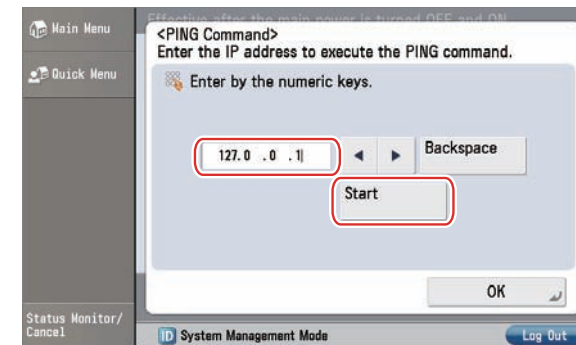 Main Menu
Effective after the main power is turned OFF and ON
<PING Command>
Enter the IP address to execute the PING command.
Quick Menu
Enter by the numeric keys.
127. 0 . 0 . 1
Backspace
Start
OK
Status Monitor/
Cancel
ID System Management Mode
Log Out